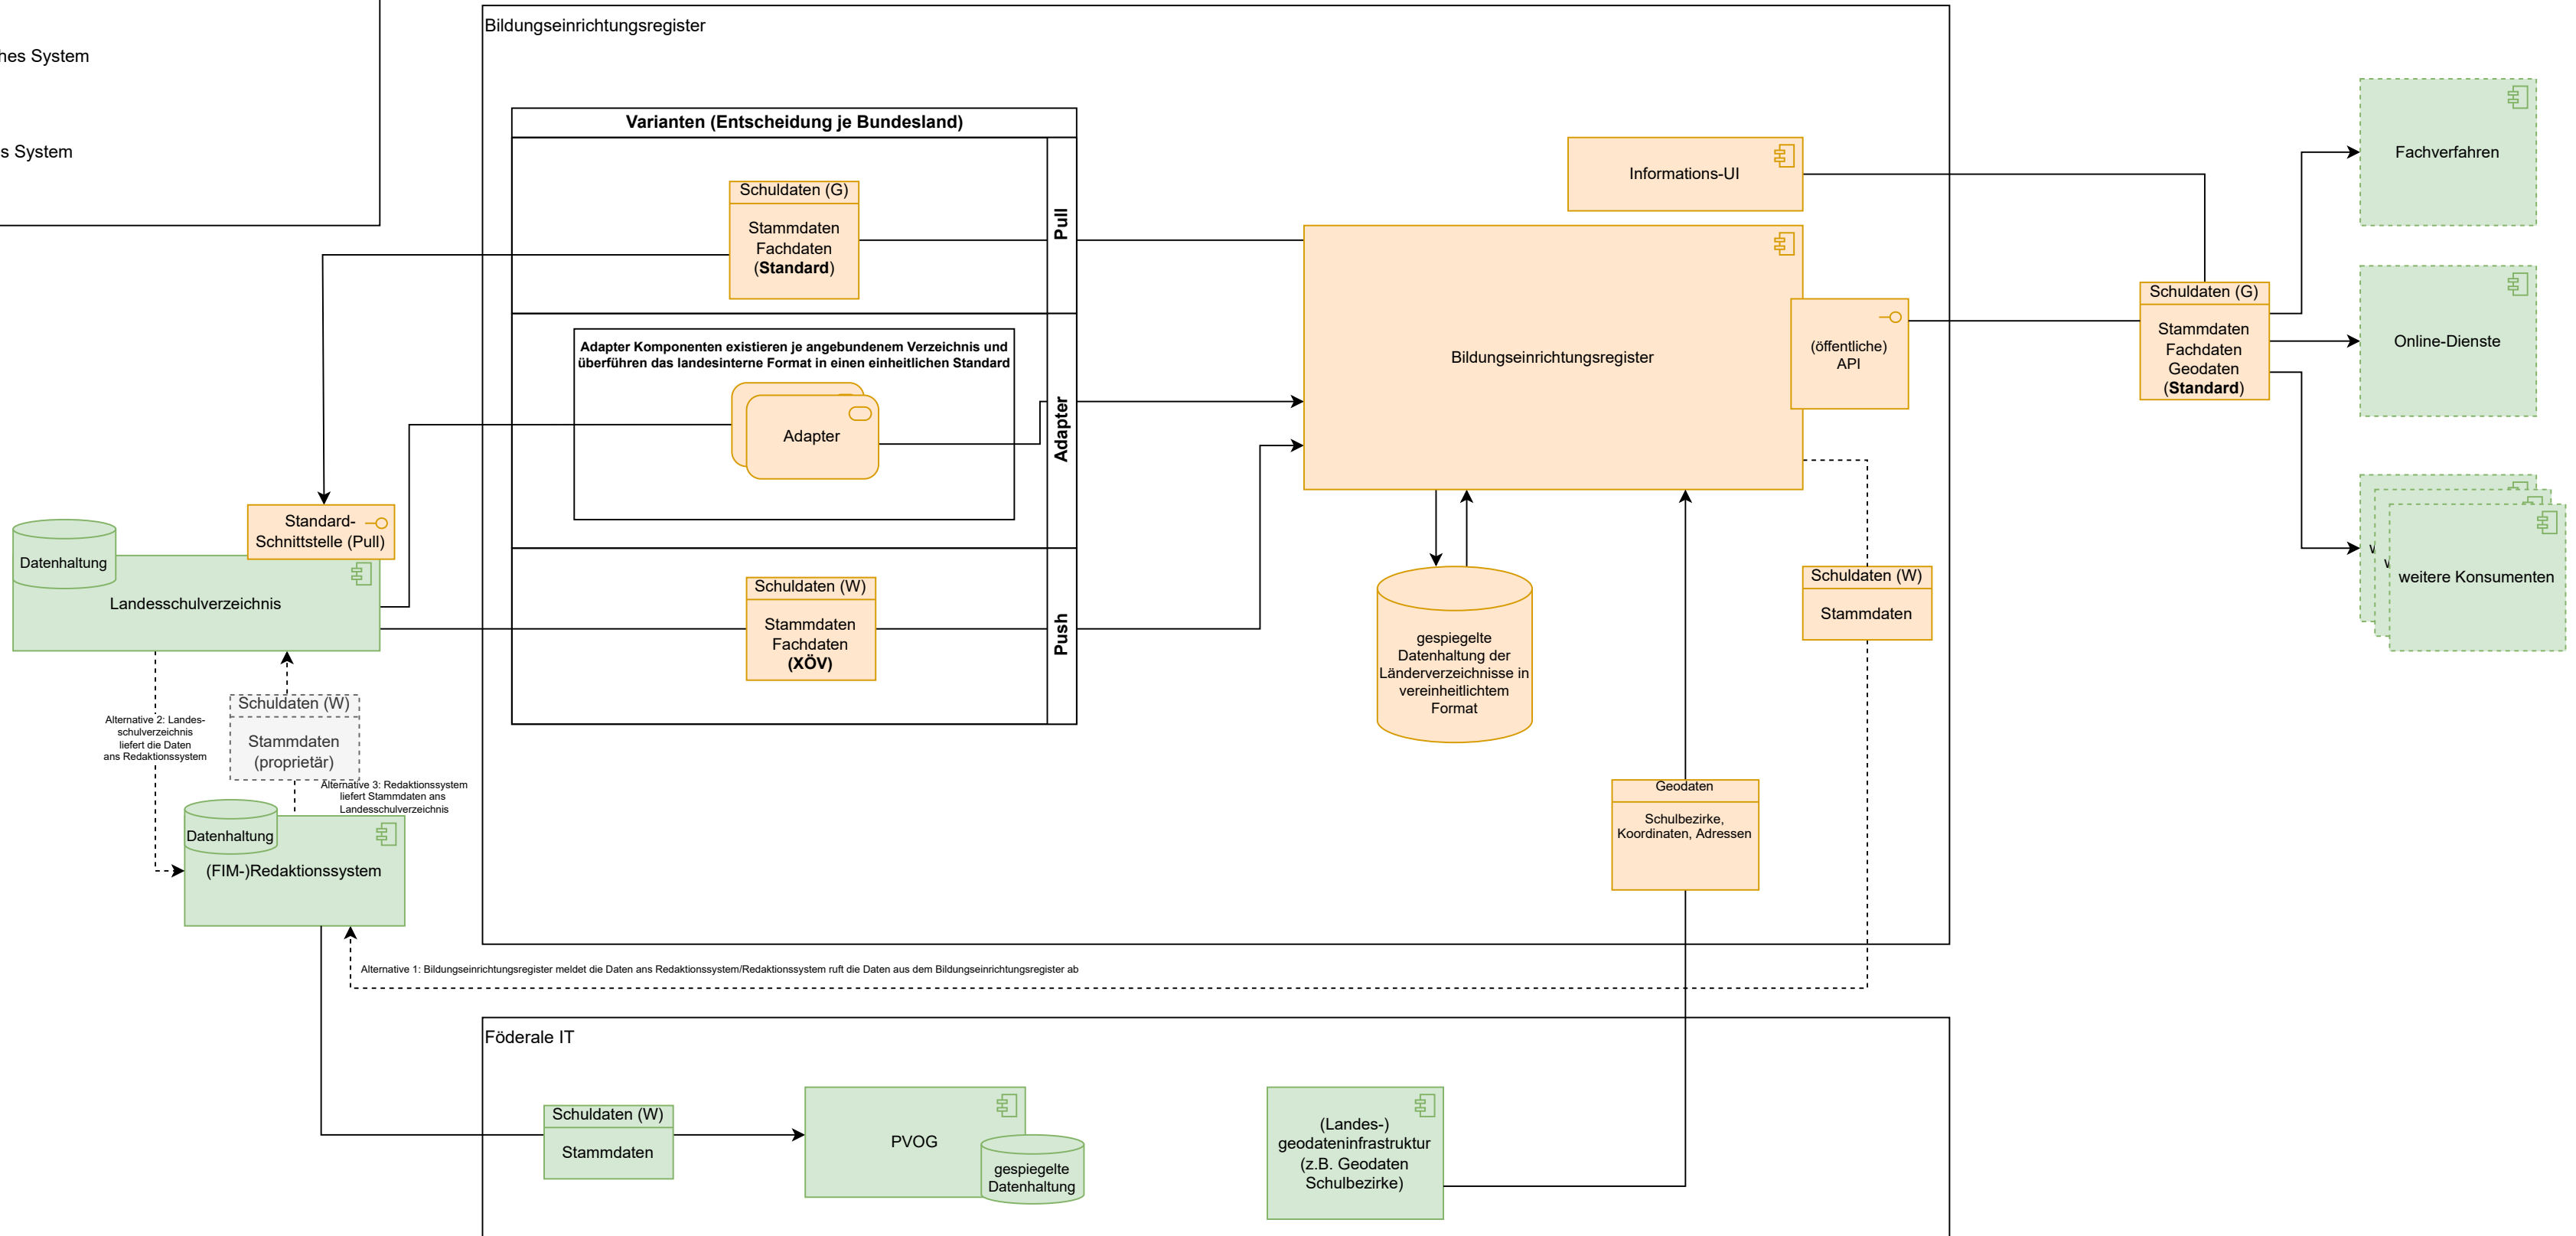 hes System
s System
Bildungseinrichtungsregister
Varianten (Entscheidung je Bundesland)
Schuldaten (G)
Stammdaten
Fachdaten
(Standard)
Pull
Adapter Komponenten existieren je angebundenem Verzeichnis und
überführen das landesinterne Format in einen einheitlichen Standard
Adapter
Adapter
Schuldaten (W)
Stammdaten
Fachdaten
(XÖV)
Push
Informations-UI
Bildungseinrichtungsregister
(öffentliche)
API
gespiegelte
Datenhaltung der
Länderverzeichnisse in
vereinheitlichtem
Format
Schuldaten (W)
Stammdaten
Geodaten
Schulbezirke,
Koordinaten, Adressen
Schuldaten (G)
Stammdaten
Fachdaten
Geodaten
(Standard)
Fachverfahren
Online-Dienste
weitere Konsumenten
Standard-
Schnittstelle (Pull)
Datenhaltung
Landesschulverzeichnis
Alternative 2: Landes-
schulverzeichnis
liefert die Daten
ans Redaktionssystem
Schuldaten (W)
Stammdaten
(proprietär)
Alternative 3: Redaktionssystem
liefert Stammdaten ans
Landesschulverzeichnis
Datenhaltung
(FIM-)Redaktionssystem
Alternative 1: Bildungseinrichtungsregister meldet die Daten ans Redaktionssystem/Redaktionssystem ruft die Daten aus dem Bildungseinrichtungsregister ab
Föderale IT
Schuldaten (W)
Stammdaten
PVOG
gespiegelte
Datenhaltung
(Landes-)
geodateninfrastruktur
(z.B. Geodaten
Schulbezirke)